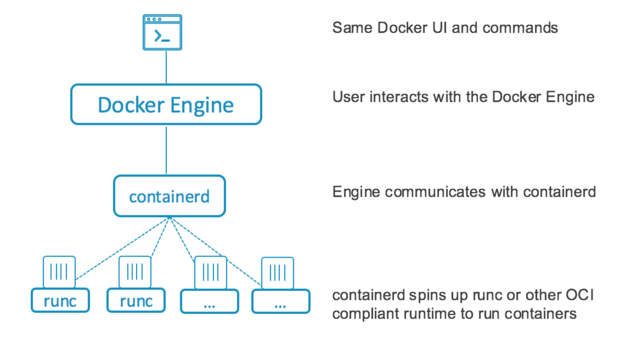 >_
Same Docker UI and commands
Docker Engine
User interacts with the Docker Engine
containerd
Engine communicates with containerd
runc
runc
...
...
containerd spins up runc or other OCI
compliant runtime to run containers